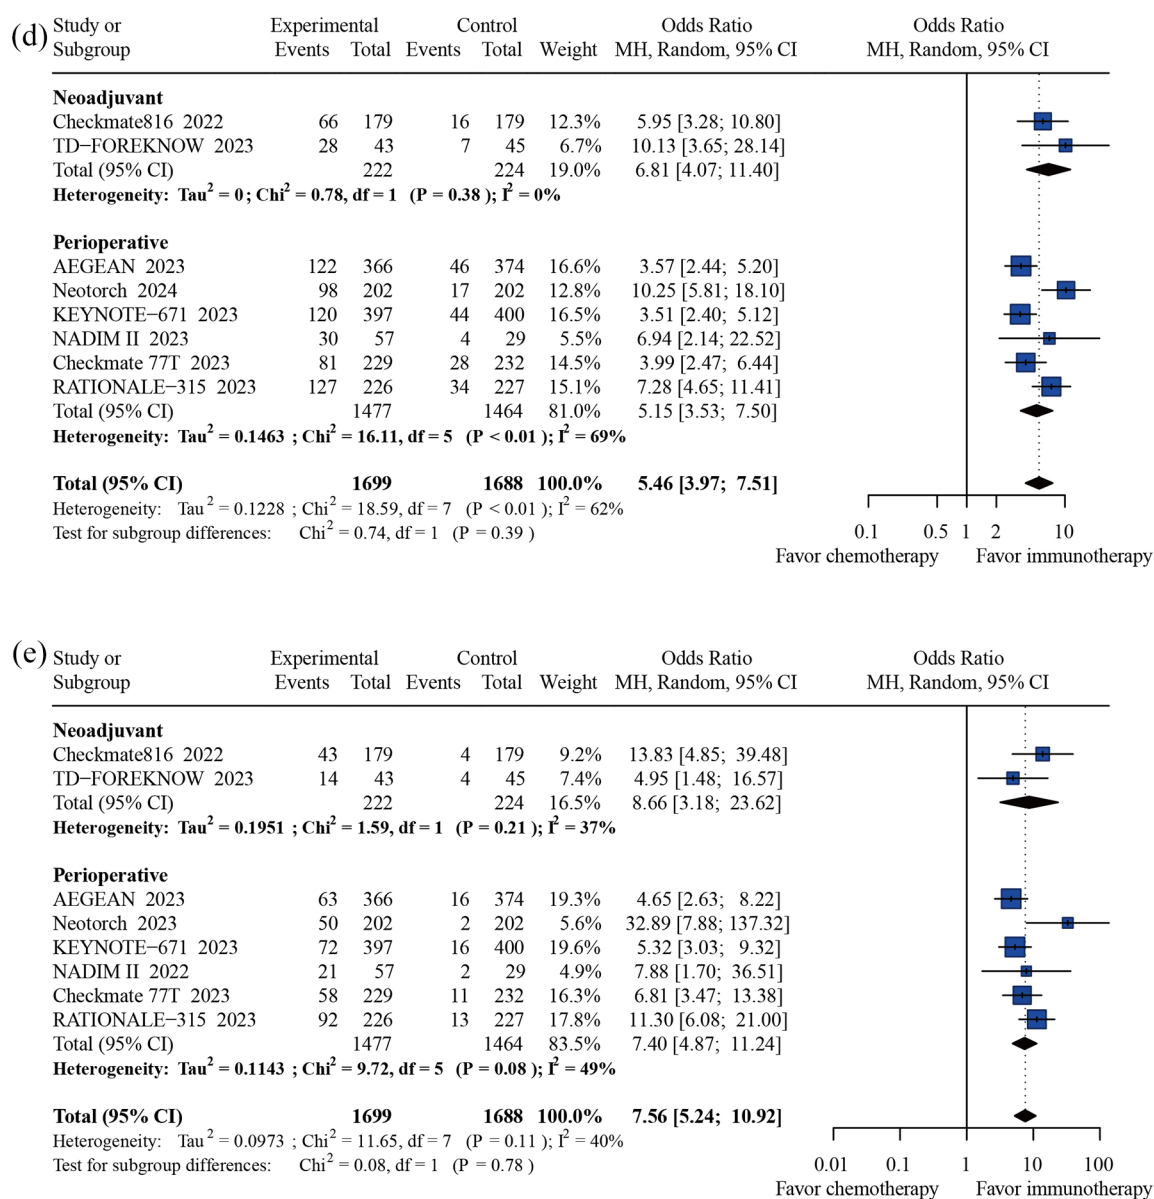 (d) Study or Experimental Control Odds Ratio Odds Ratio
Subgroup Events Total Events Total Weight MH, Random, 95% CI MH, Random, 95% CI
Neoadjuvant
Checkmate816 2022 66 179 16 179 12.3% 5.95 [3.28; 10.80]
TD−FOREKNOW 2023 28 43 7 45 6.7% 10.13 [3.65; 28.14]
Total (95% CI) 222 224 19.0% 6.81 [4.07; 11.40]
Heterogeneity: Tau² = 0; Chi² = 0.78, df = 1 (P = 0.38 ); I² = 0%
Perioperative
AEGEAN 2023 122 366 46 374 16.6% 3.57 [2.44; 5.20]
Neotorch 2024 98 202 17 202 12.8% 10.25 [5.81; 18.10]
KEYNOTE−671 2023 120 397 44 400 16.5% 3.51 [2.40; 5.12]
NADIM II 2023 30 57 4 29 5.5% 6.94 [2.14; 22.52]
Checkmate 77T 2023 81 229 28 232 14.5% 3.99 [2.47; 6.44]
RATIONALE−315 2023 127 226 34 227 15.1% 7.28 [4.65; 11.41]
Total (95% CI) 1477 1464 81.0% 5.15 [3.53; 7.50]
Heterogeneity: Tau² = 0.1463 ; Chi² = 16.11, df = 5 (P < 0.01 ); I² = 69%
Total (95% CI) 1699 1688 100.0% 5.46 [3.97; 7.51]
Heterogeneity: Tau² = 0.1228 ; Chi² = 18.59, df = 7 (P < 0.01 ); I² = 62%
Test for subgroup differences: Chi² = 0.74, df = 1 (P = 0.39 )
0.1 0.5 1 2 10
Favor chemotherapy Favor immunotherapy
(e) Study or Experimental Control Odds Ratio Odds Ratio
Subgroup Events Total Events Total Weight MH, Random, 95% CI MH, Random, 95% CI
Neoadjuvant
Checkmate816 2022 43 179 4 179 9.2% 13.83 [4.85; 39.48]
TD−FOREKNOW 2023 14 43 4 45 7.4% 4.95 [1.48; 16.57]
Total (95% CI) 222 224 16.5% 8.66 [3.18; 23.62]
Heterogeneity: Tau² = 0.1951 ; Chi² = 1.59, df = 1 (P = 0.21 ); I² = 37%
Perioperative
AEGEAN 2023 63 366 16 374 19.3% 4.65 [2.63; 8.22]
Neotorch 2023 50 202 2 202 5.6% 32.89 [7.88; 137.32]
KEYNOTE−671 2023 72 397 16 400 19.6% 5.32 [3.03; 9.32]
NADIM II 2022 21 57 2 29 4.9% 7.88 [1.70; 36.51]
Checkmate 77T 2023 58 229 11 232 16.3% 6.81 [3.47; 13.38]
RATIONALE−315 2023 92 226 13 227 17.8% 11.30 [6.08; 21.00]
Total (95% CI) 1477 1464 83.5% 7.40 [4.87; 11.24]
Heterogeneity: Tau² = 0.1143 ; Chi² = 9.72, df = 5 (P = 0.08 ); I² = 49%
Total (95% CI) 1699 1688 100.0% 7.56 [5.24; 10.92]
Heterogeneity: Tau² = 0.0973 ; Chi² = 11.65, df = 7 (P = 0.11 ); I² = 40%
Test for subgroup differences: Chi² = 0.08, df = 1 (P = 0.78 )
0.01 0.1 1 10 100
Favor chemotherapy Favor immunotherapy